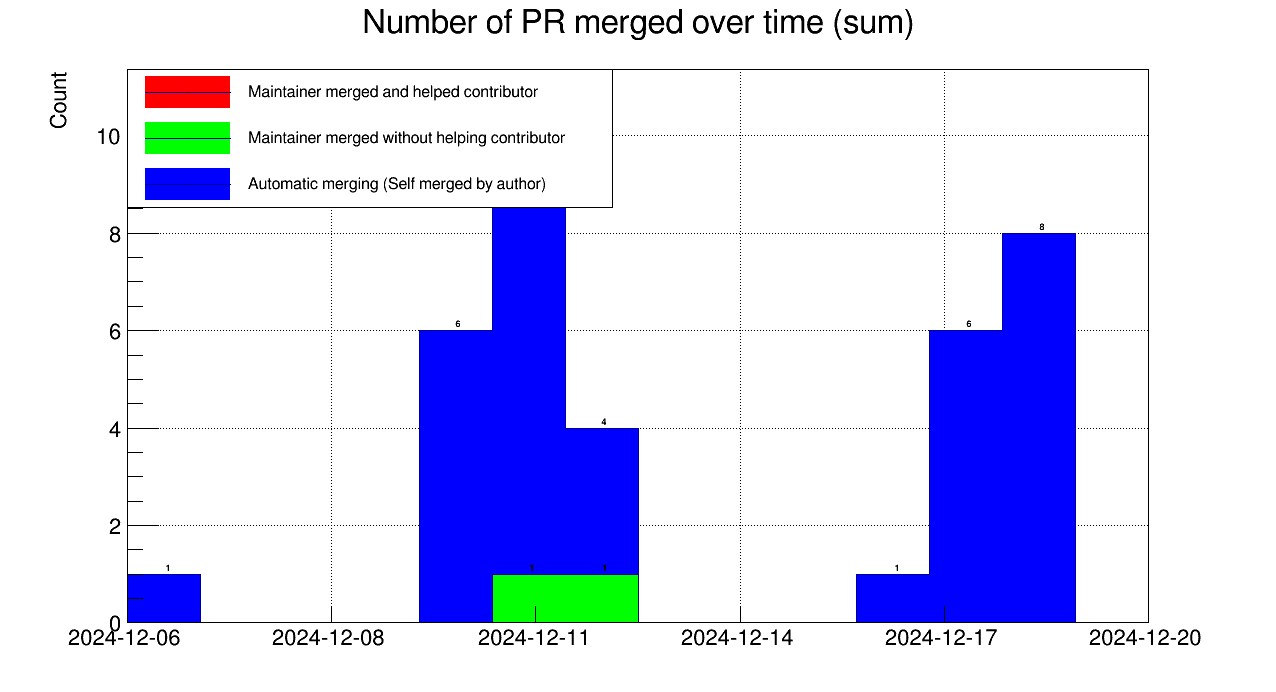 Number of PR merged over time (sum)
Count
Maintainer merged and helped contributor
Maintainer merged without helping contributor
Automatic merging (Self merged by author)
10
8
6
4
2
0
8
6
6
4
1
1
1
1
2024-12-06 2024-12-08 2024-12-11 2024-12-14 2024-12-17 2024-12-20